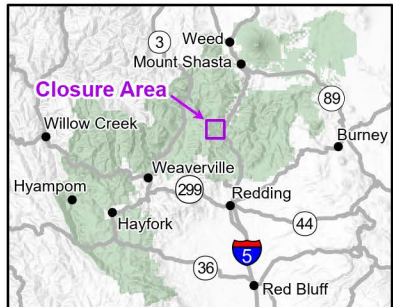 3
Weed
Mount Shasta
89
Closure Area
Willow Creek
Burney
Weaverville
Hyampom
299
Redding
Hayfork
44
5
36
Red Bluff